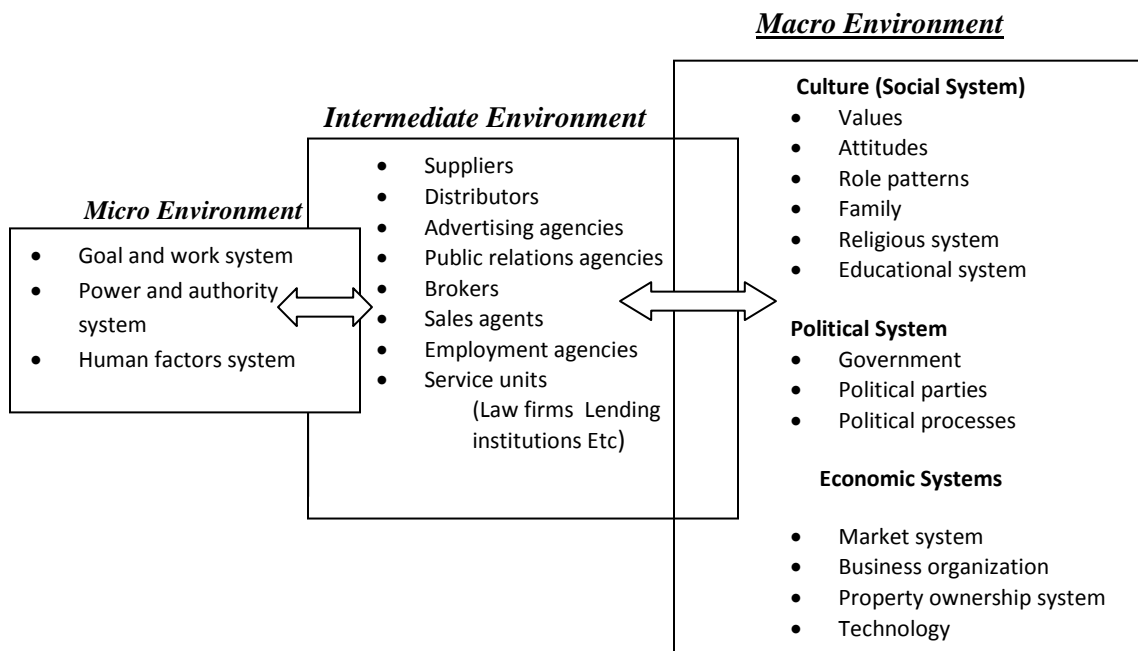 Macro Environment
Culture (Social System)
• Values
• Attitudes
• Role patterns
• Family
• Religious system
• Educational system
Political System
• Government
• Political parties
• Political processes
Economic Systems
• Market system
• Business organization
• Property ownership system
• Technology
Intermediate Environment
• Suppliers
• Distributors
• Advertising agencies
• Public relations agencies
• Brokers
• Sales agents
• Employment agencies
• Service units
(Law firms Lending
institutions Etc)
Micro Environment
• Goal and work system
• Power and authority
system
• Human factors system